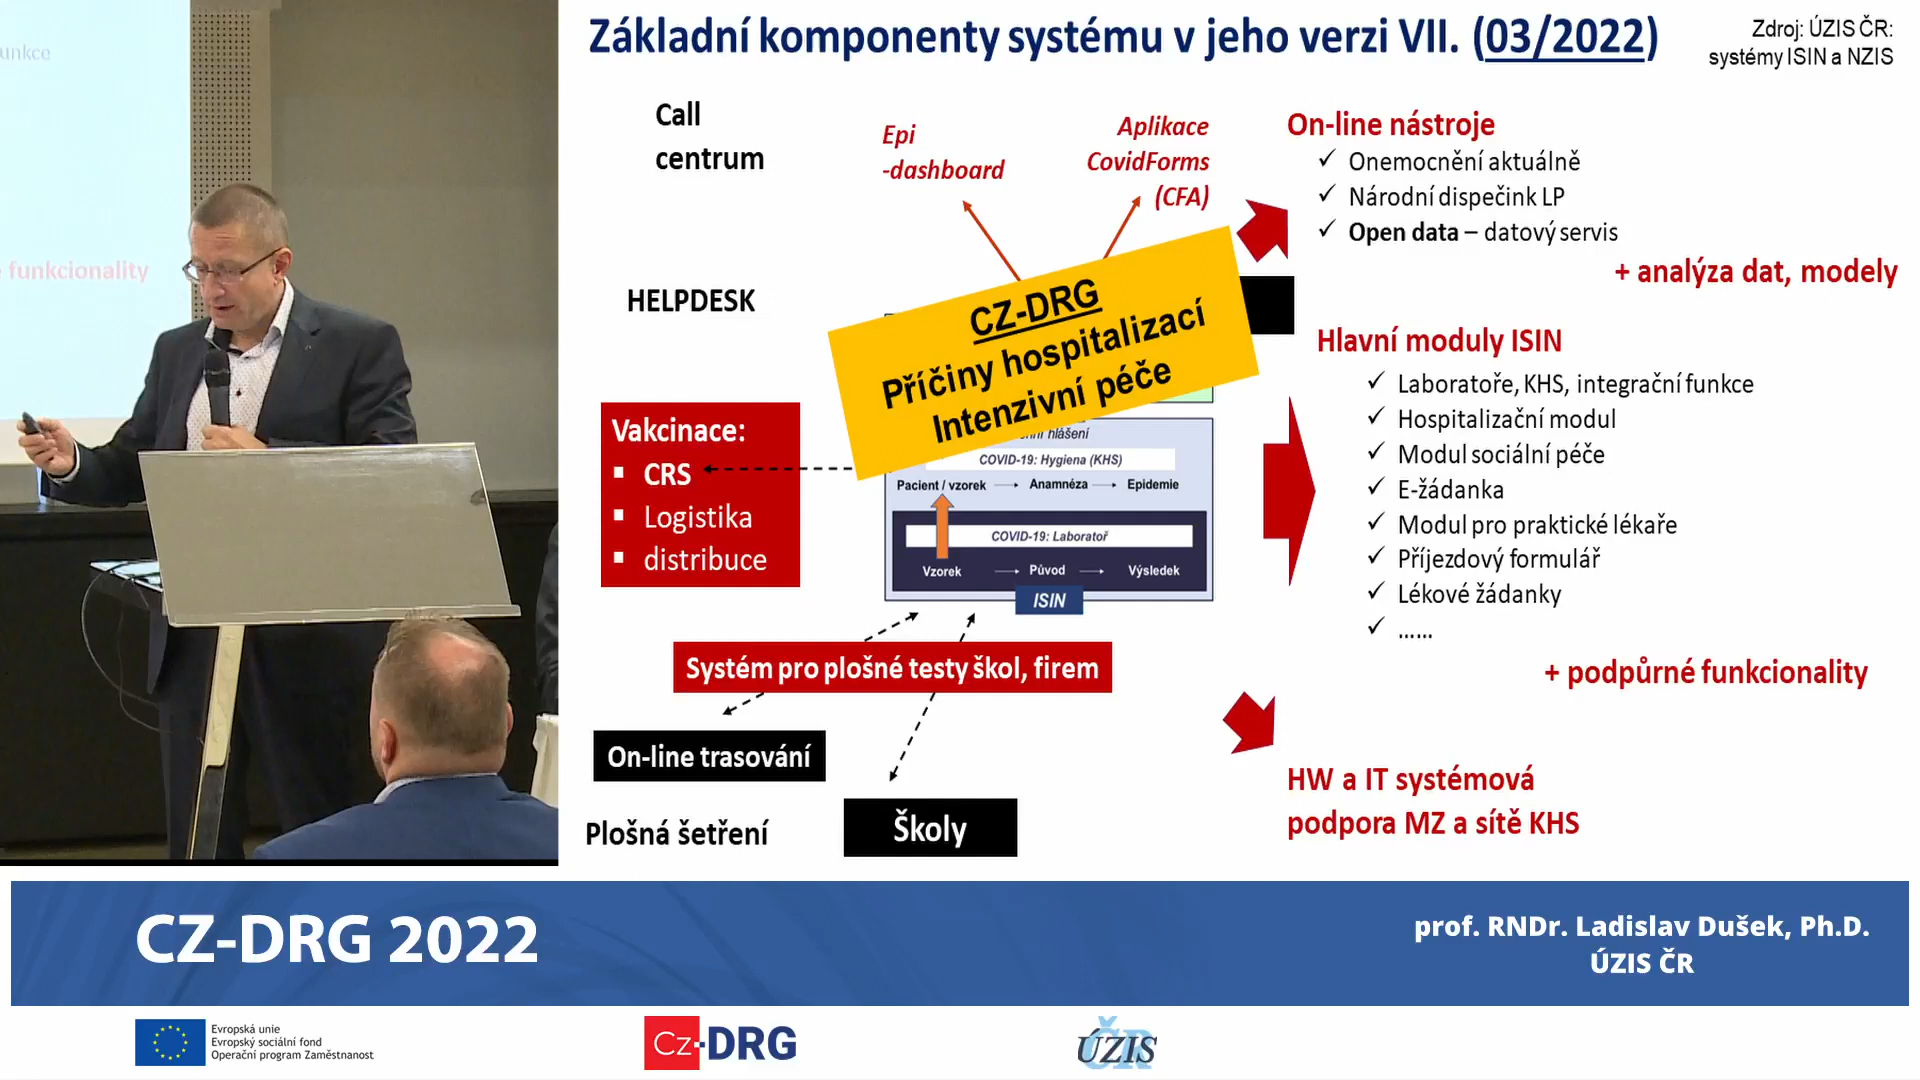 unkce
funkcionality
Základní komponenty systému v jeho verzi VII. (03/2022)
Zdroj: ÚZIS ČR:
systémy ISIN a NZIS
Call
centrum
Epi
-dashboard
Aplikace
CovidForms
(CFA)
HELPDESK
CZ-DRG
Příčiny hospitalizací
Intenzivní péče
Vakcinace:
▪ CRS
▪ Logistika
▪ distribuce
hlášení
COVID-19: Hygiena (KHS)
Pacient / vzorek
Anamnéza
Epidemie
COVID-19: Laboratoř
Vzorek
Původ
Výsledek
ISIN
Systém pro plošné testy škol, firem
On-line trasování
Plošná šetření
Školy
On-line nástroje
✓ Onemocnění aktuálně
✓ Národní dispečink LP
✓ Open data – datový servis
+ analýza dat, modely
Hlavní moduly ISIN
✓ Laboratoře, KHS, integrační funkce
✓ Hospitalizační modul
✓ Modul sociální péče
✓ E-žádanka
✓ Modul pro praktické lékaře
✓ Příjezdový formulář
✓ Lékové žádanky
✓ ......
+ podpůrné funkcionality
HW a IT systémová
podpora MZ a sítě KHS
CZ-DRG 2022
prof. RNDr. Ladislav Dušek, Ph.D.
ÚZIS ČR
Evropská unie
Evropský sociální fond
Operační program Zaměstnanost
Cz-DRG
ÚZIS ČR